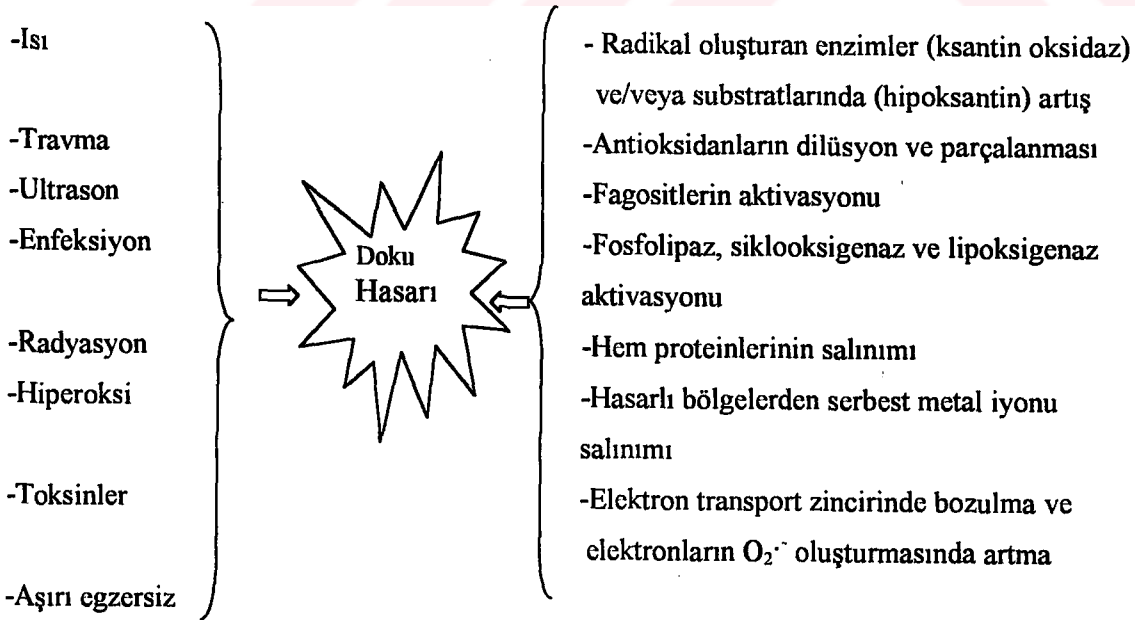 -Isı
-Travma
-Ultrason
-Enfeksiyon
-Radyasyon
-Hiperoksi
-Toksinler
-Aşırı egzersiz
Doku
Hasarı
- Radikal oluşturan enzimler (ksantin oksidaz)
ve/veya substratlarında (hipoksantin) artış
-Antioksidanların dilüsyon ve parçalanması
-Fagositlerin aktivasyonu
-Fosfolipaz, siklooksigenaz ve lipoksigenaz
aktivasyonu
-Hem proteinlerinin salınımı
-Hasarlı bölgelerden serbest metal iyonu
salınımı
-Elektron transport zincirinde bozulma ve
elektronların O₂·⁻ oluşturmasında artma